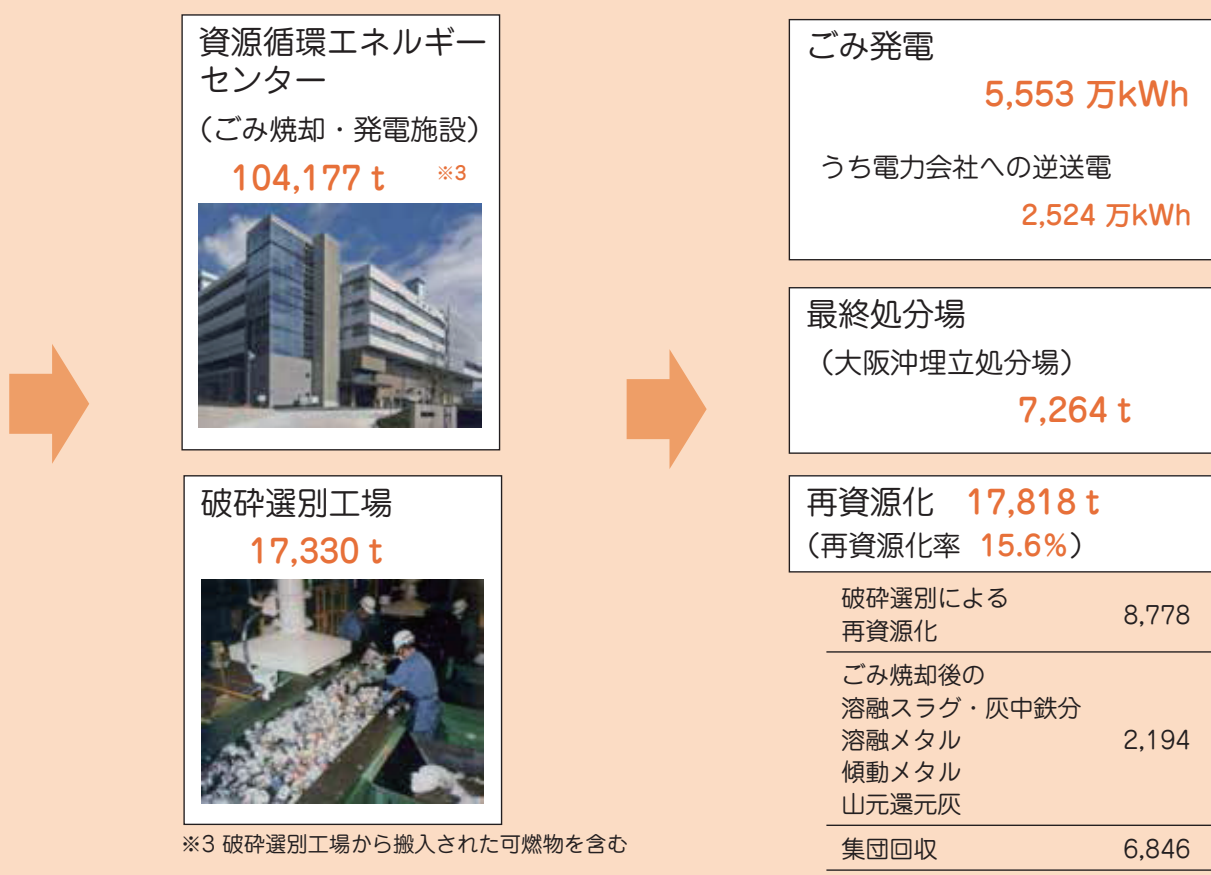 資源循環エネルギー
センター
（ごみ焼却・発電施設）
104,177 t ※3
破砕選別工場
17,330 t
※3 破砕選別工場から搬入された可燃物を含む
ごみ発電
5,553 万kWh
うち電力会社への逆送電
2,524 万kWh
最終処分場
（大阪沖埋立処分場）
7,264 t
再資源化 17,818 t
（再資源化率 15.6%）
破砕選別による
再資源化 8,778
ごみ焼却後の
溶融スラグ・灰中鉄分
溶融メタル 2,194
傾動メタル
山元還元灰
集団回収 6,846